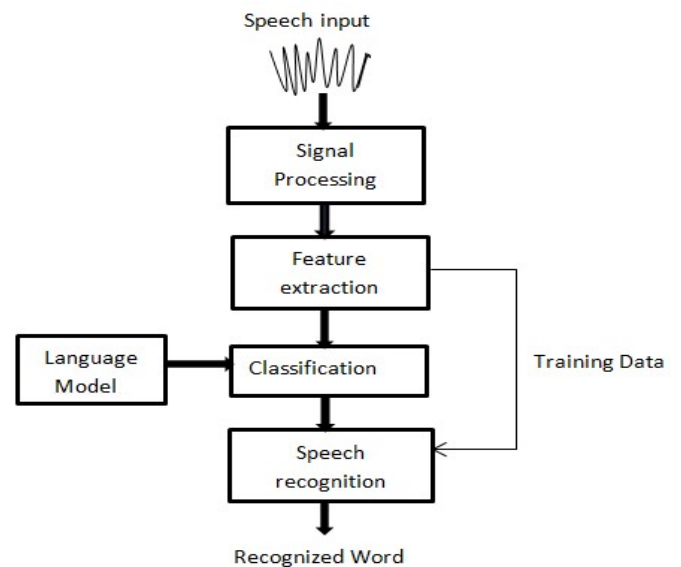 Speech input
Signal
Processing
Feature
extraction
Language
Model
Classification
Training Data
Speech
recognition
Recognized Word